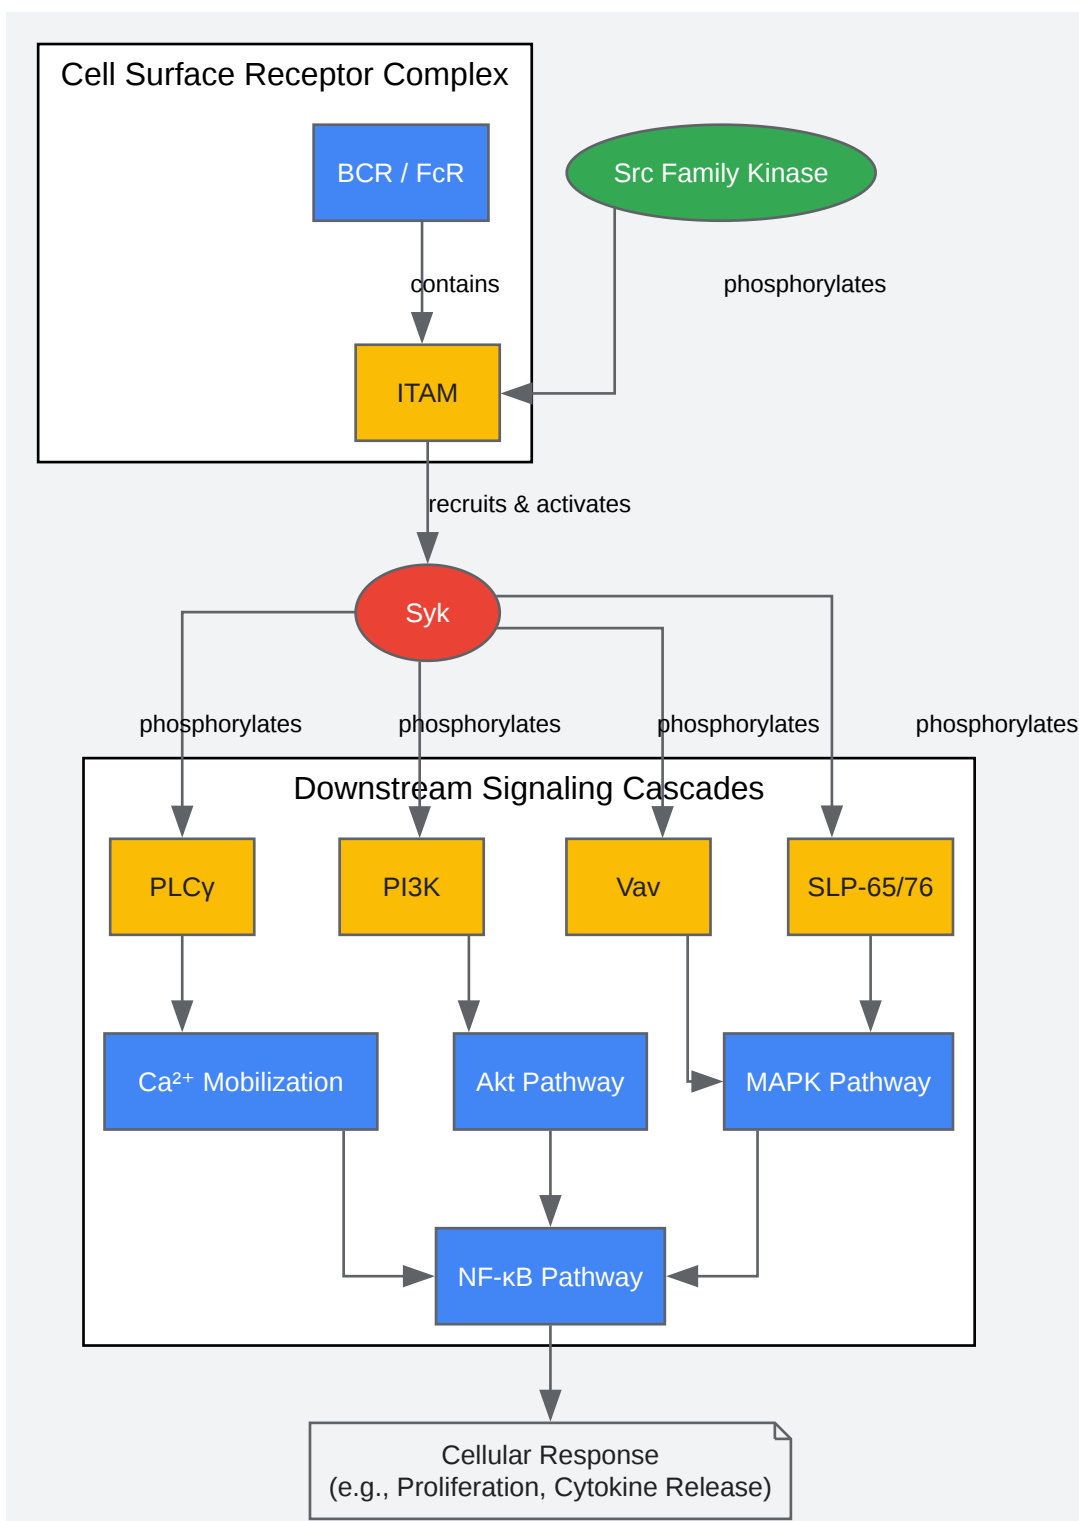 Cell Surface Receptor Complex
BCR / FcR
Src Family Kinase
contains
phosphorylates
ITAM
recruits & activates
Syk
phosphorylates
phosphorylates
phosphorylates
phosphorylates
Downstream Signaling Cascades
PLCγ
PI3K
Vav
SLP-65/76
Ca²⁺ Mobilization
Akt Pathway
MAPK Pathway
NF-κB Pathway
Cellular Response
(e.g., Proliferation, Cytokine Release)